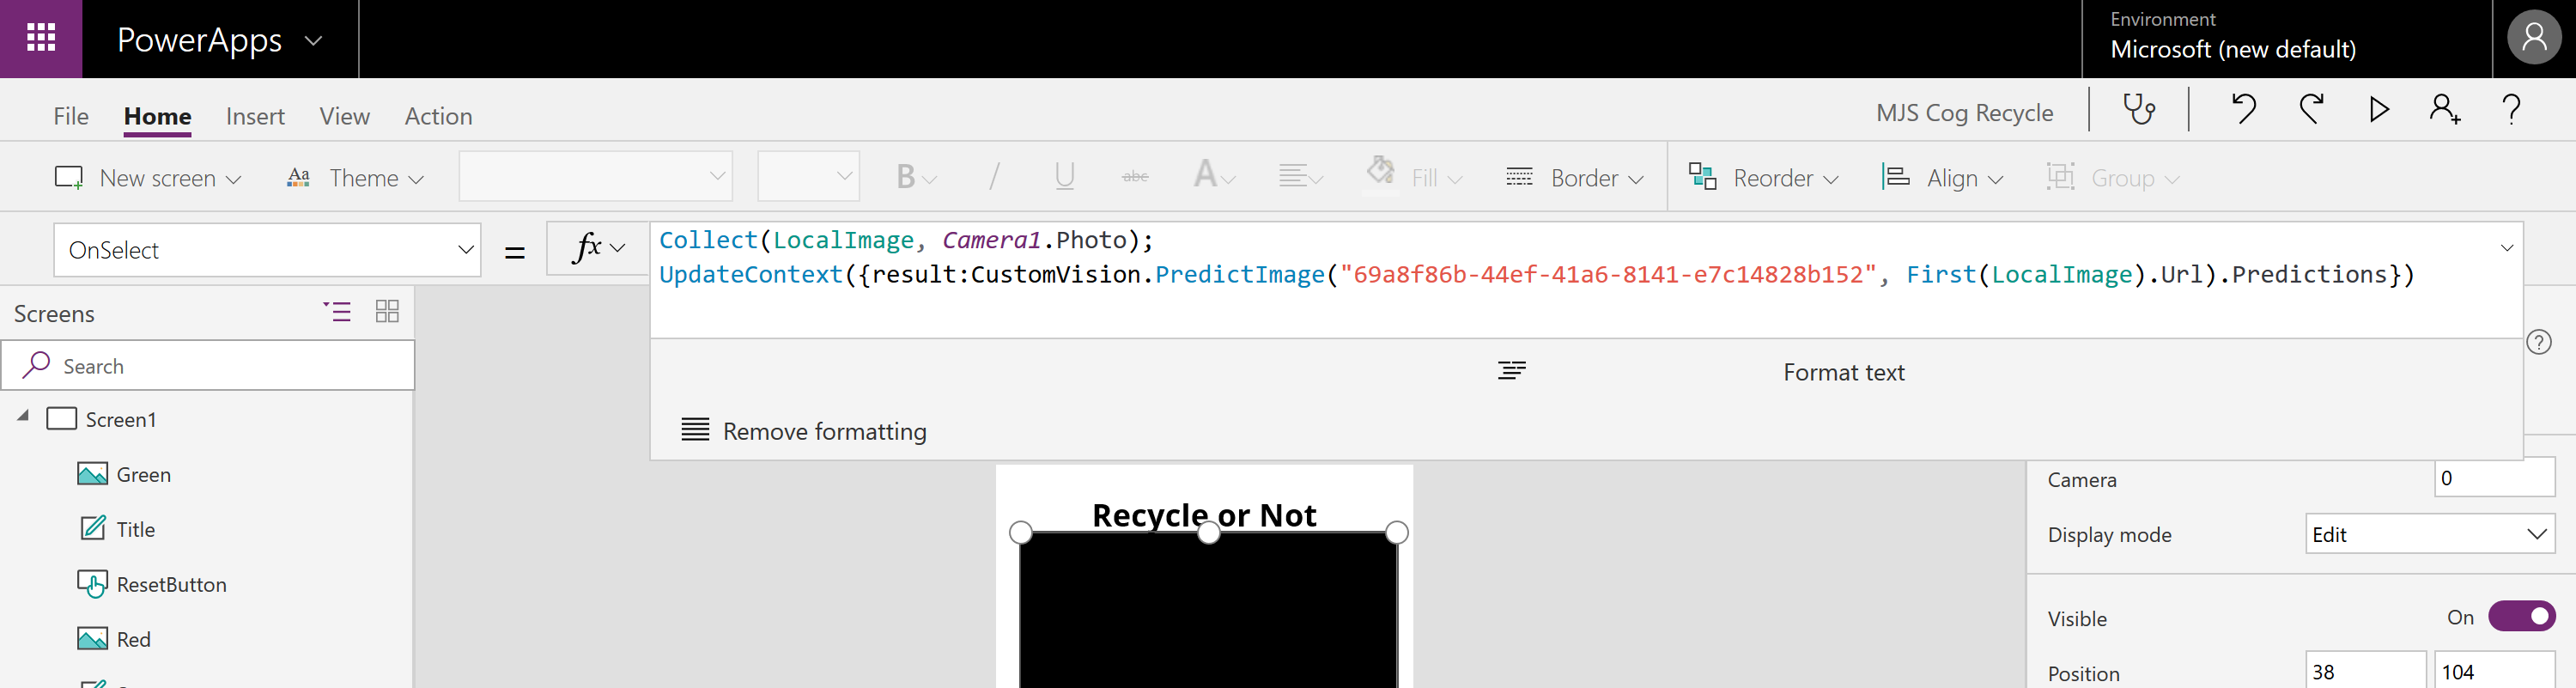 PowerApps
Environment
Microsoft (new default)
File Home Insert View Action
MJS Cog Recycle
New screen Aa Theme B / U abc A Fill Border Reorder Align Group
OnSelect = fx
Collect(LocalImage, Camera1.Photo);
UpdateContext({result:CustomVision.PredictImage("69a8f86b-44ef-41a6-8141-e7c14828b152", First(LocalImage).Url).Predictions})
Format text
Remove formatting
Screens
Search
Screen1
Green
Title
ResetButton
Red
Recycle or Not
Camera 0
Display mode Edit
Visible On
Position 38 104